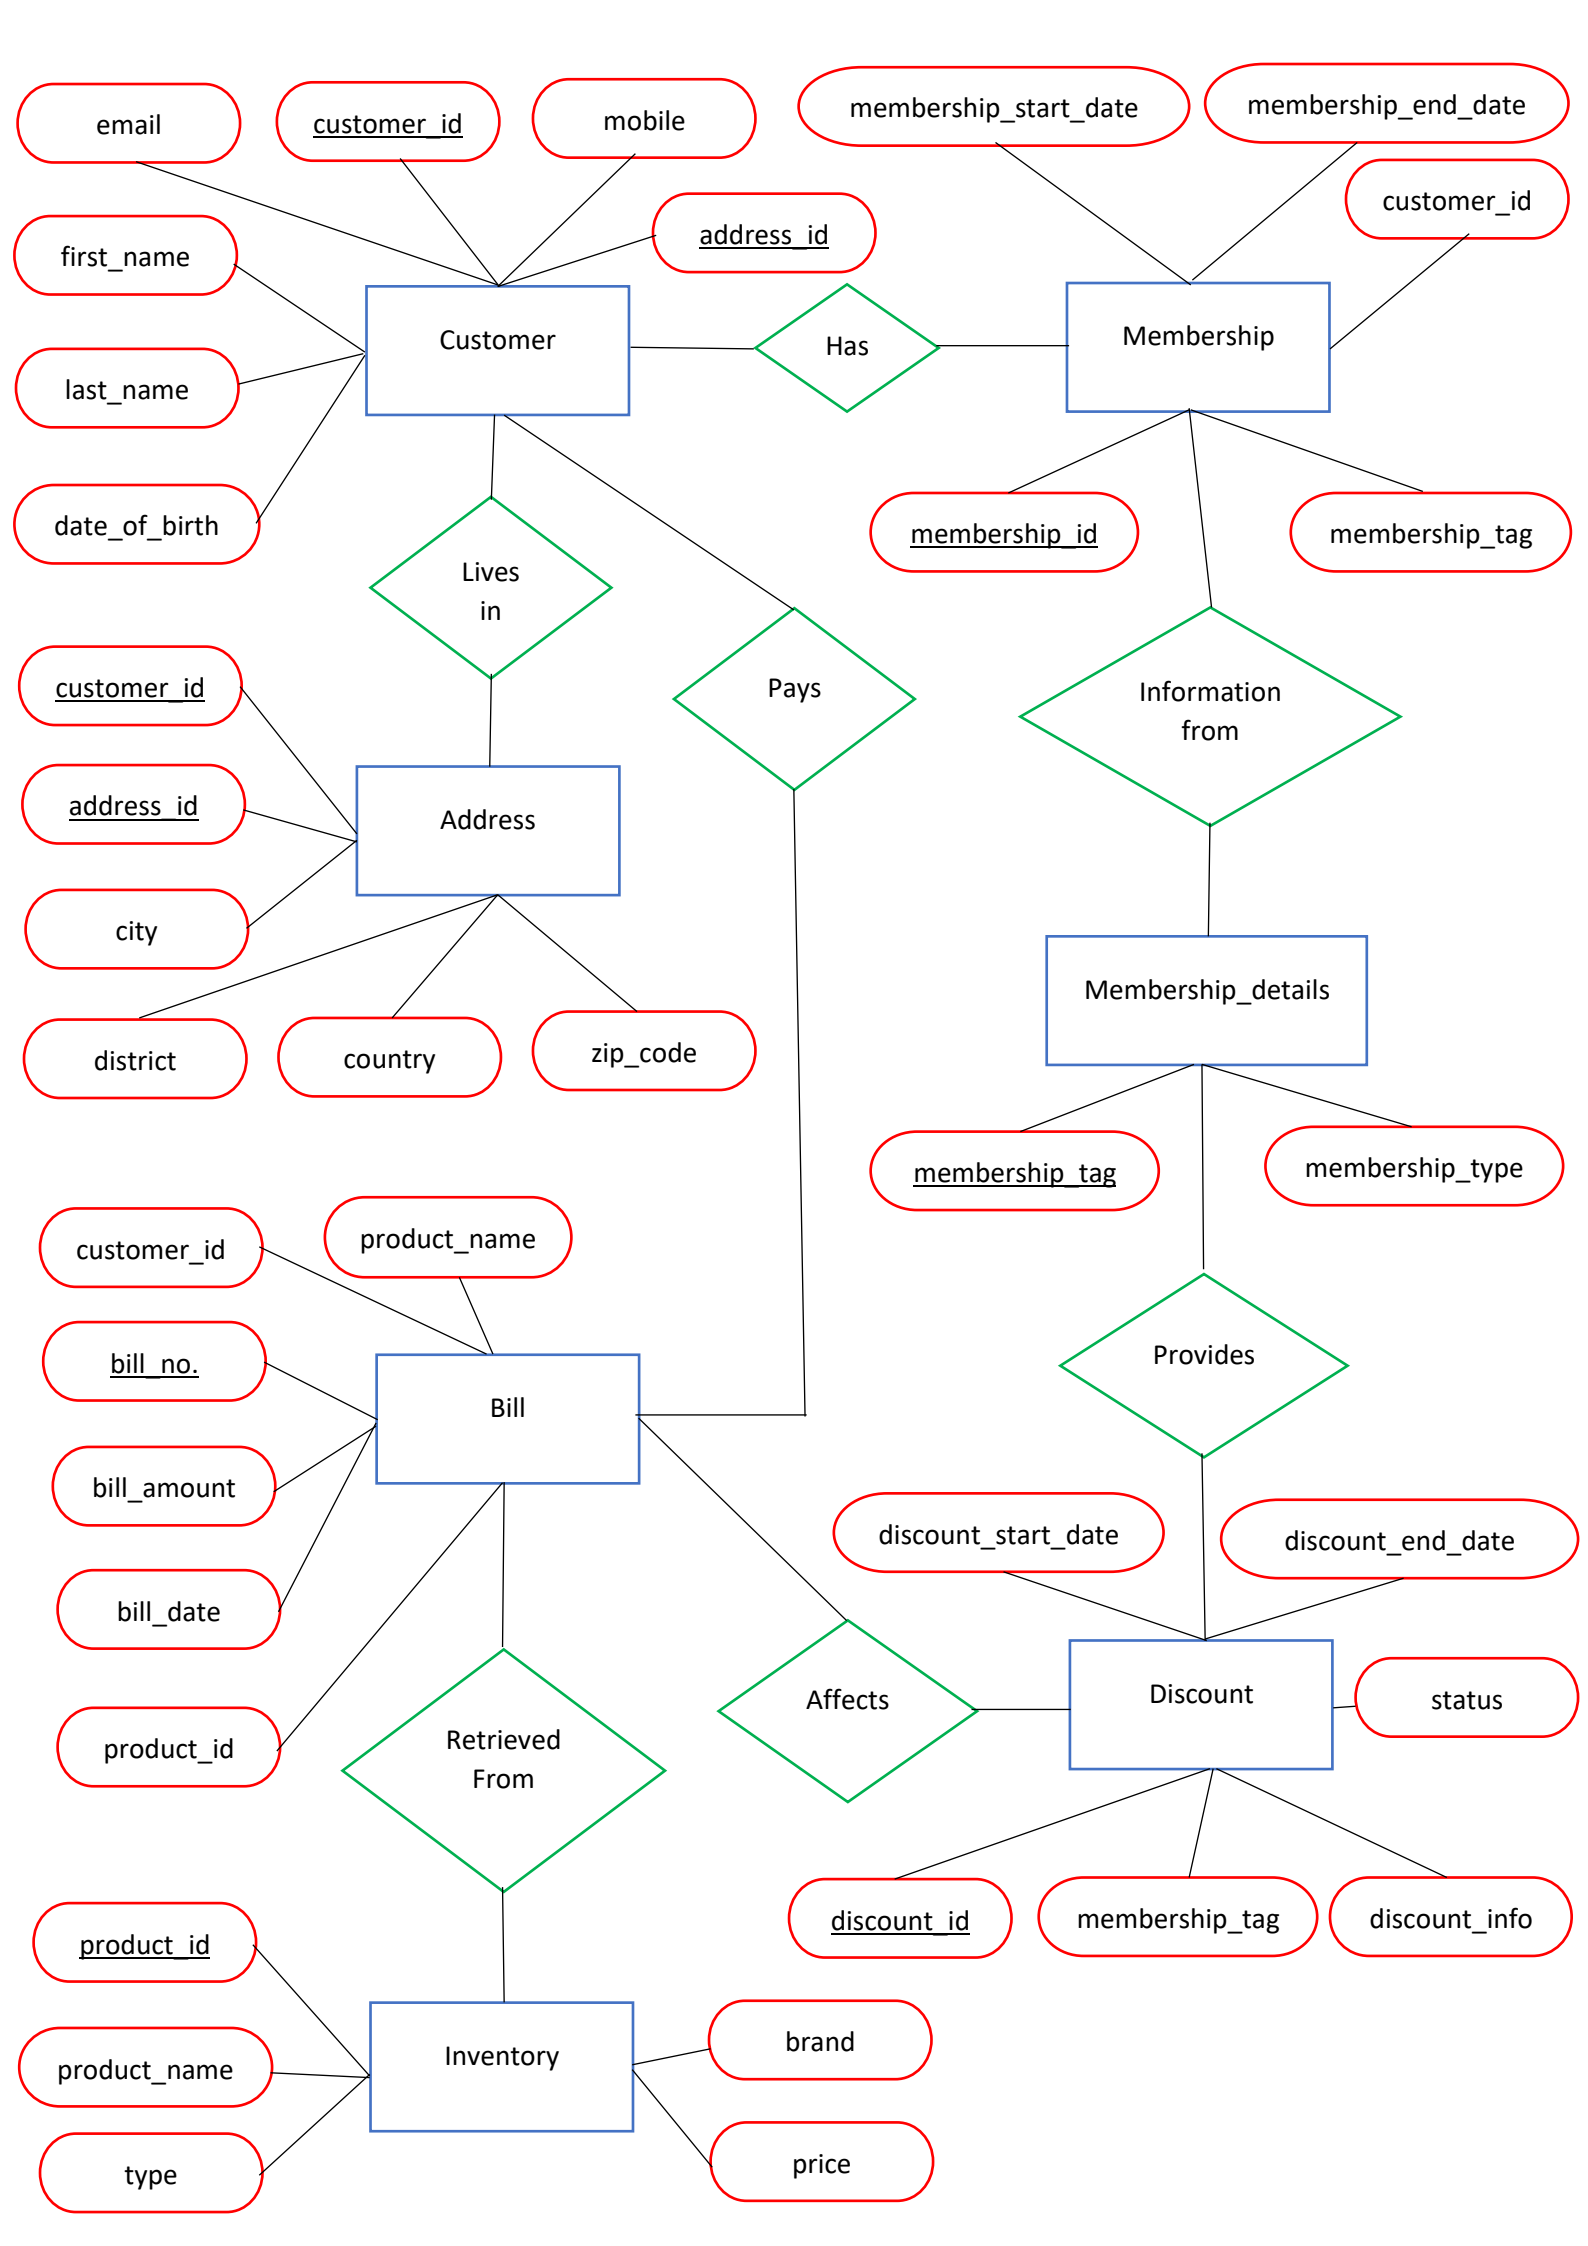 email
customer_id
mobile
membership_start_date
membership_end_date
customer_id
address_id
first_name
Customer
Has
Membership
last_name
date_of_birth
membership_id
membership_tag
Lives
in
customer_id
Pays
Information
from
address_id
Address
city
Membership_details
district
country
zip_code
membership_tag
membership_type
customer_id
product_name
bill_no.
Bill
Provides
bill_amount
discount_start_date
discount_end_date
bill_date
Affects
Discount
status
product_id
Retrieved
From
discount_id
membership_tag
discount_info
product_id
product_name
Inventory
brand
type
price